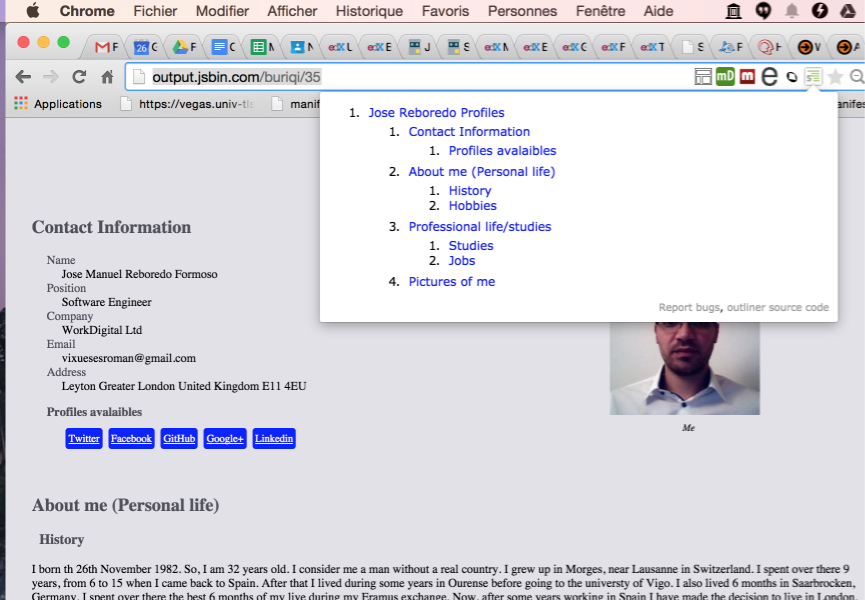 Chrome Fichier Modifier Afficher Historique Favoris Personnes Fenêtre Aide
output.jsbin.com/buriqi/35
Applications https://vegas.univ-tls manif
1. Jose Reboredo Profiles
1. Contact Information
1. Profiles avalaibles
2. About me (Personal life)
1. History
2. Hobbies
3. Professional life/studies
1. Studies
2. Jobs
4. Pictures of me
Report bugs, outliner source code
Contact Information
Name
Jose Manuel Reboredo Formoso
Position
Software Engineer
Company
WorkDigital Ltd
Email
vixuesesroman@gmail.com
Address
Leyton Greater London United Kingdom E11 4EU
Profiles avalaibles
Twitter Facebook GitHub Google+ Linkedin
Me
About me (Personal life)
History
I born th 26th November 1982. So, I am 32 years old. I consider me a man without a real country. I grew up in Morges, near Lausanne in Switzerland. I spent over there 9
years, from 6 to 15 when I came back to Spain. After that I lived during some years in Ourense before going to the universty of Vigo. I also lived 6 months in Saarbrocken,
Germany. I spent over there the best 6 months of my live during my Eramus exchange. Now, after some years working in Spain I have made the decision to live in London.